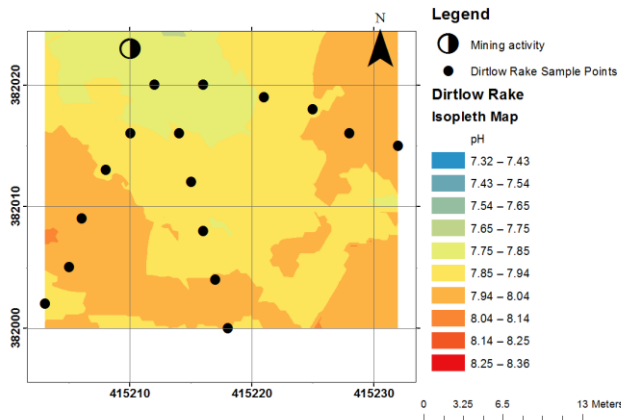 N
382020
382010
382000
415210 415220 415230
Legend
Mining activity
Dirtlow Rake Sample Points
Dirtlow Rake
Isopleth Map
pH
7.32 – 7.43
7.43 – 7.54
7.54 – 7.65
7.65 – 7.75
7.75 – 7.85
7.85 – 7.94
7.94 – 8.04
8.04 – 8.14
8.14 – 8.25
8.25 – 8.36
0 3.25 6.5 13 Meters